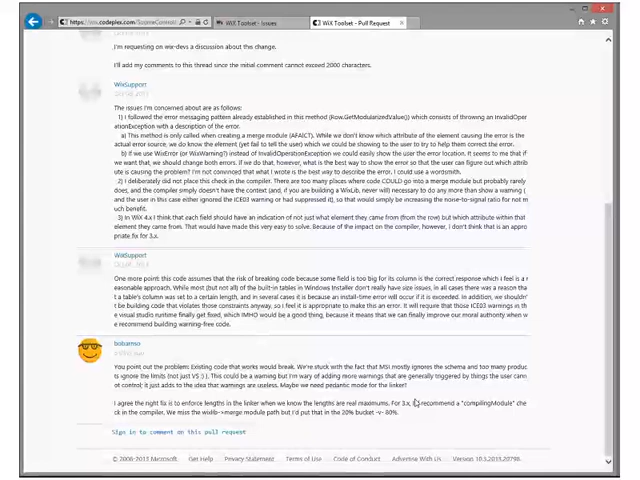 https://wix.codeplex.com/SourceControl/
WiX Toolset - Issues
WiX Toolset - Pull Request
I'm requesting on wix-devs a discussion about this change.
I'll add my comments to this thread since the initial comment cannot exceed 2000 characters.
WixSupport
The issues I'm concerned about are as follows:
1) I followed the error messaging pattern already established in this method (Row.GetModularizedValue()) which consists of throwing an InvalidOper
ationException with a description of the error.
a) This method is only called when creating a merge module (AFAICT). While we don't know which attribute of the element causing the error is the
actual error source, we do know the element (yet fail to tell the user) which we could be showing to the user to try to help them correct the error.
b) If we use WixError (or WixWarning?) instead of InvalidOperationException we could easily show the user the error location. It seems to me that if
we want that, we should change both errors. If we do that, however, what is the best way to show the error so that the user can figure out which attrib
ute is causing the problem? I'm not convinced that what I wrote is the best way to describe the error. I could use a wordsmith.
2) I deliberately did not place this check in the compiler. There are too many places where code COULD go into a merge module but probably rarely
does, and the compiler simply doesn't have the context (and, if you are building a WixLib, never will) necessary to do any more than show a warning (
and the user in this case either ignored the ICE03 warning or had suppressed it), so that would simply be increasing the noise-to-signal ratio for not m
uch benefit.
3) In WiX 4.x I think that each field should have an indication of not just what element they came from (from the row) but which attribute within that
element they came from. That would have made this very easy to solve. Because of the impact on the compiler, however, I don't think that is an appro
priate fix for 3.x.
WixSupport
One more point: this code assumes that the risk of breaking code because some field is too big for its column is the correct response which I feel is a r
easonable approach. While most (but not all) of the built-in tables in Windows Installer don't really have size issues, in all cases there was a reason tha
t a table's column was set to a certain length, and in several cases it is because an install-time error will occur if it is exceeded. In addition, we shouldn'
t be building code that violates those constraints anyway, so I feel it is appropriate to make this an error. It will require that those ICE03 warnings in th
e visual studio runtime finally get fixed, which IMHO would be a good thing, because it means that we can finally improve our moral authority when w
e recommend building warning-free code.
bobarnso
You point out the problem: Existing code that works would break. We're stuck with the fact that MSI mostly ignores the schema and too many produc
ts ignore the limits (not just VS ). This could be a warning but I'm wary of adding more warnings that are generally triggered by things the user cann
ot control; it just adds to the idea that warnings are useless. Maybe we need pedantic mode for the linker?
I agree the right fix is to enforce lengths in the linker when we know the lengths are real maximums. For 3.x, recommend a "compilingModule" che
ck in the compiler. We miss the wixlib->merge module path but I'd put that in the 20% bucket -v- 80%.
Sign in to comment on this pull request
© 2006-2013 Microsoft Get Help Privacy Statement Terms of Use Code of Conduct Advertise With Us Version 10.3.2013.20798.